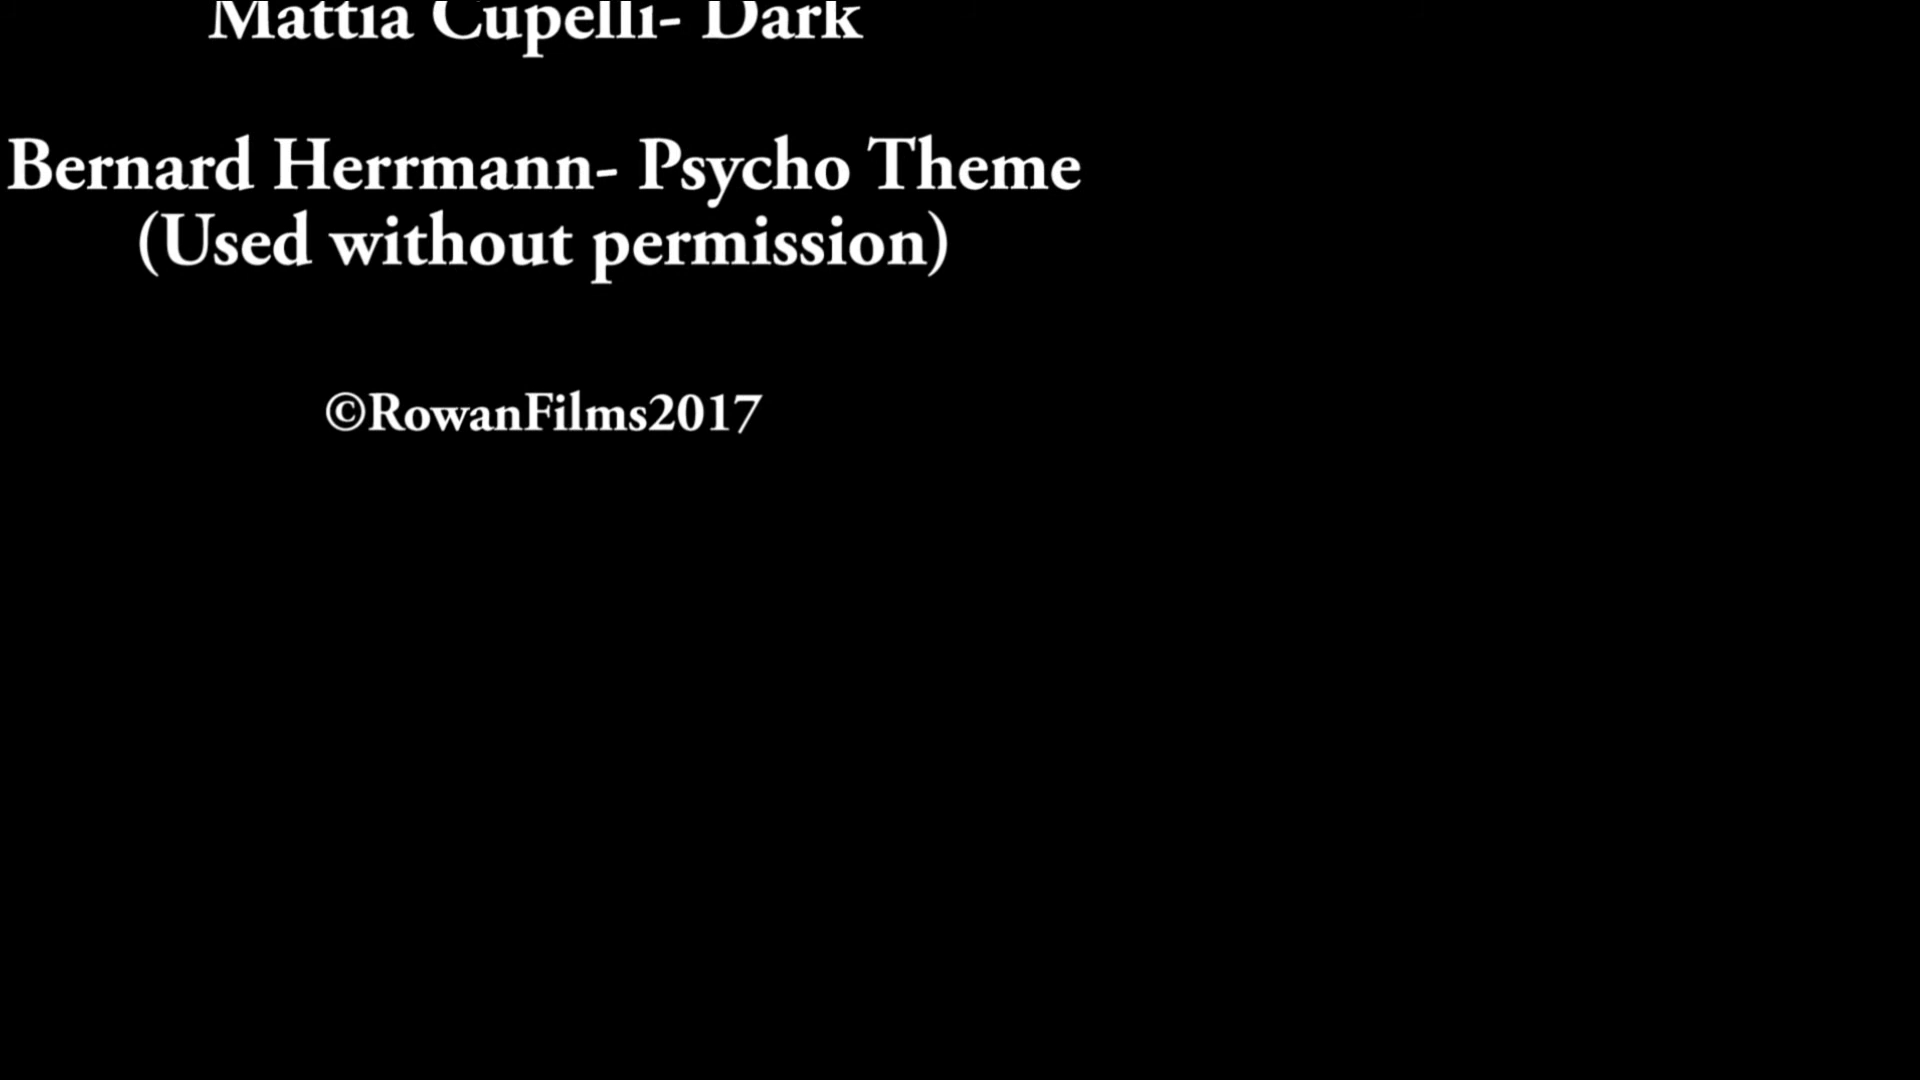 Mattia Cupelli- Dark
Bernard Herrmann- Psycho Theme
(Used without permission)
©RowanFilms2017